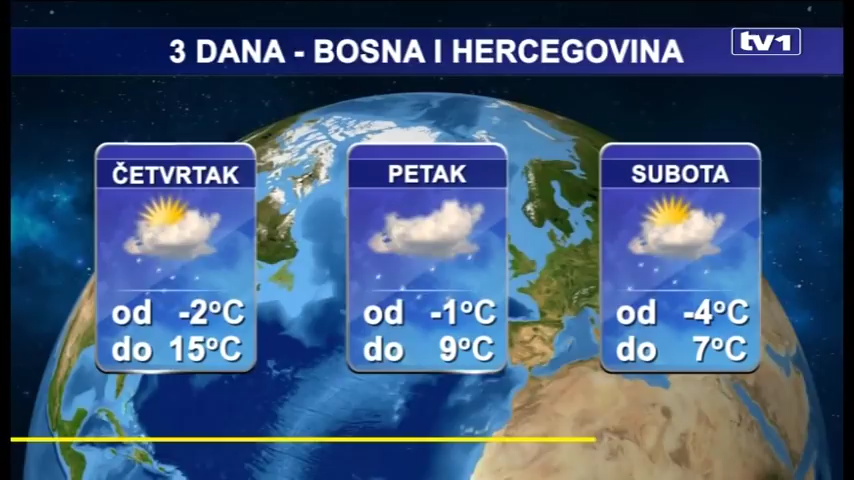 3 DANA - BOSNA I HERCEGOVINA
tv1
ČETVRTAK
od -2°C
do 15°C
PETAK
od -1°C
do 9°C
SUBOTA
od -4°C
do 7°C